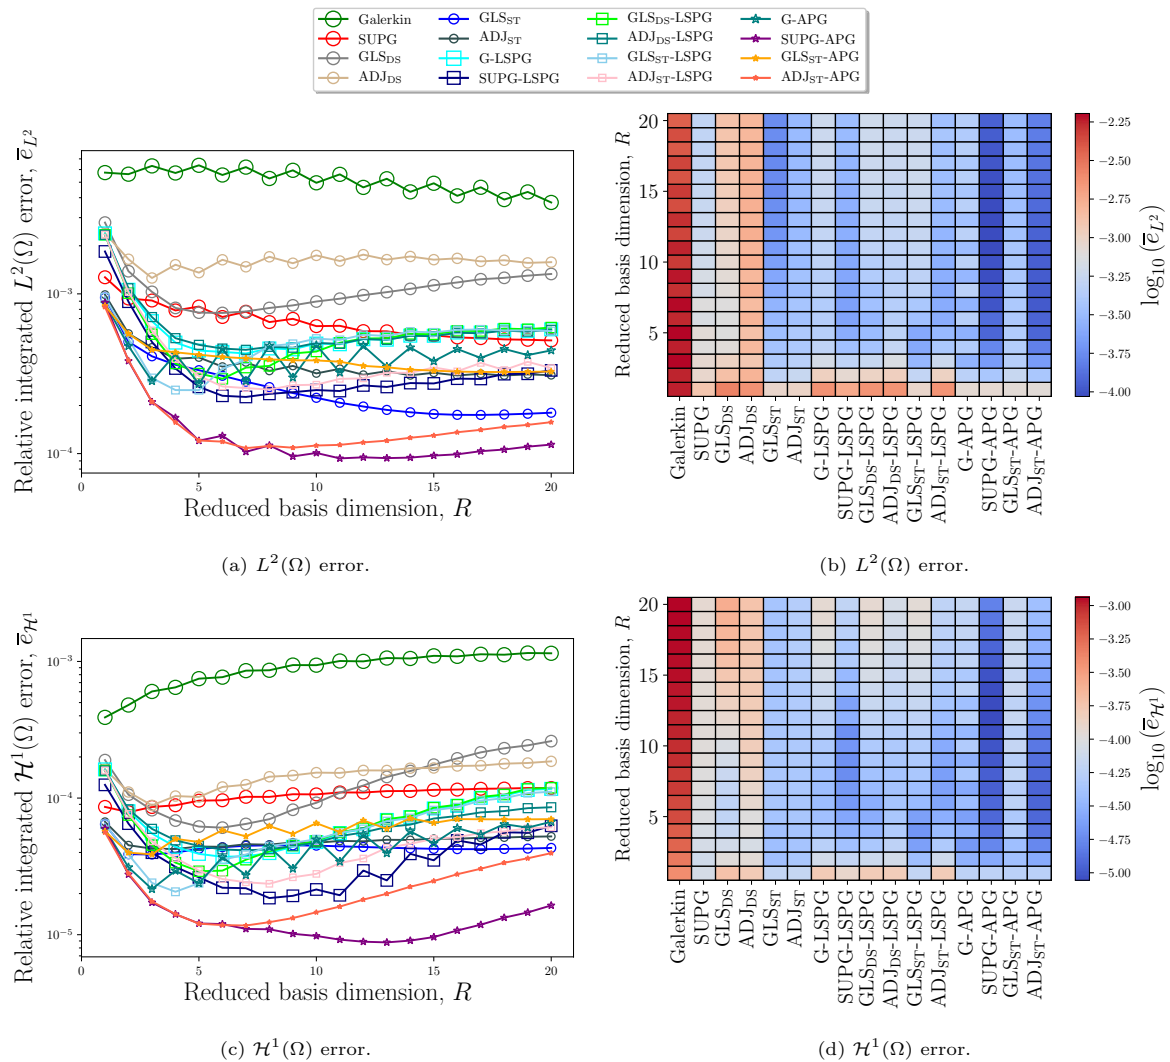 Galerkin
SUPG
GLS_DS
ADJ_DS
GLS_ST
ADJ_ST
G-LSPG
SUPG-LSPG
GLS_DS-LSPG
ADJ_DS-LSPG
GLS_ST-LSPG
ADJ_ST-LSPG
G-APG
SUPG-APG
GLS_ST-APG
ADJ_ST-APG
Relative integrated L²(Ω) error, e̅_L²
10⁻³
10⁻⁴
0 5 10 15 20
Reduced basis dimension, R
(a) L²(Ω) error.
Reduced basis dimension, R
20
15
10
5
Galerkin
SUPG
GLS_DS
ADJ_DS
GLS_ST
ADJ_ST
G-LSPG
SUPG-LSPG
GLS_DS-LSPG
ADJ_DS-LSPG
GLS_ST-LSPG
ADJ_ST-LSPG
G-APG
SUPG-APG
GLS_ST-APG
ADJ_ST-APG
−2.25
−2.50
−2.75
−3.00
−3.25
−3.50
−3.75
−4.00
log₁₀(e̅_L²)
(b) L²(Ω) error.
Relative integrated ℋ¹(Ω) error, e̅_ℋ¹
10⁻³
10⁻⁴
10⁻⁵
0 5 10 15 20
Reduced basis dimension, R
(c) ℋ¹(Ω) error.
Reduced basis dimension, R
20
15
10
5
Galerkin
SUPG
GLS_DS
ADJ_DS
GLS_ST
ADJ_ST
G-LSPG
SUPG-LSPG
GLS_DS-LSPG
ADJ_DS-LSPG
GLS_ST-LSPG
ADJ_ST-LSPG
G-APG
SUPG-APG
GLS_ST-APG
ADJ_ST-APG
−3.00
−3.25
−3.50
−3.75
−4.00
−4.25
−4.50
−4.75
−5.00
log₁₀(e̅_ℋ¹)
(d) ℋ¹(Ω) error.